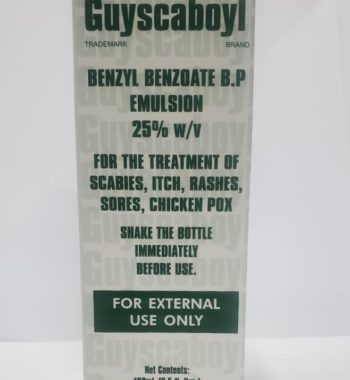 Guyscaboyl
TRADEMARK BRAND
BENZYL BENZOATE B.P
EMULSION
25% w/v
FOR THE TREATMENT OF
SCABIES, ITCH, RASHES,
SORES, CHICKEN POX
SHAKE THE BOTTLE
IMMEDIATELY
BEFORE USE.
FOR EXTERNAL
USE ONLY
Net Contents: